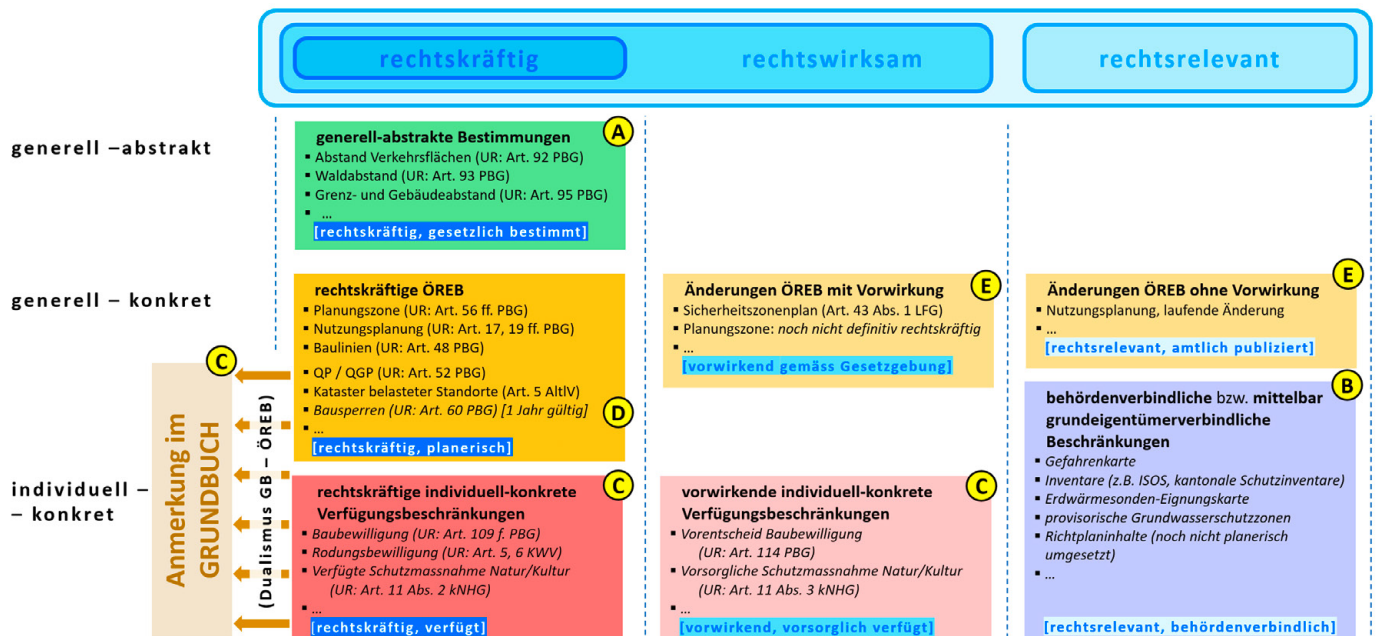 rechtskräftig
rechtswirksam
rechtsrelevant
generell –abstrakt
generell-abstrakte Bestimmungen
A
▪ Abstand Verkehrsflächen (UR: Art. 92 PBG)
▪ Waldabstand (UR: Art. 93 PBG)
▪ Grenz- und Gebäudeabstand (UR: Art. 95 PBG)
▪ ...
[rechtskräftig, gesetzlich bestimmt]
generell – konkret
rechtskräftige ÖREB
▪ Planungszone (UR: Art. 56 ff. PBG)
▪ Nutzungsplanung (UR: Art. 17, 19 ff. PBG)
▪ Baulinien (UR: Art. 48 PBG)
▪ QP / QGP (UR: Art. 52 PBG)
▪ Kataster belasteter Standorte (Art. 5 AltlV)
▪ Bausperren (UR: Art. 60 PBG) [1 Jahr gültig]
D
▪ ...
[rechtskräftig, planerisch]
Änderungen ÖREB mit Vorwirkung
E
▪ Sicherheitszonenplan (Art. 43 Abs. 1 LFG)
▪ Planungszone: noch nicht definitiv rechtskräftig
▪ ...
[vorwirkend gemäss Gesetzgebung]
Änderungen ÖREB ohne Vorwirkung
E
▪ Nutzungsplanung, laufende Änderung
▪ ...
[rechtsrelevant, amtlich publiziert]
C
Anmerkung im
GRUNDBUCH
(Dualismus GB – ÖREB)
individuell –
– konkret
rechtskräftige individuell-konkrete
Verfügungsbeschränkungen
C
▪ Baubewilligung (UR: Art. 109 f. PBG)
▪ Rodungsbewilligung (UR: Art. 5, 6 KWV)
▪ Verfügte Schutzmassnahme Natur/Kultur
(UR: Art. 11 Abs. 2 kNHG)
▪ ...
[rechtskräftig, verfügt]
vorwirkende individuell-konkrete
Verfügungsbeschränkungen
C
▪ Vorentscheid Baubewilligung
(UR: Art. 114 PBG)
▪ Vorsorgliche Schutzmassnahme Natur/Kultur
(UR: Art. 11 Abs. 3 kNHG)
▪ ...
[vorwirkend, vorsorglich verfügt]
B
behördenverbindliche bzw. mittelbar
grundeigentümerverbindliche
Beschränkungen
▪ Gefahrenkarte
▪ Inventare (z.B. ISOS, kantonale Schutzinventare)
▪ Erdwärmesonden-Eignungskarte
▪ provisorische Grundwasserschutzzonen
▪ Richtplaninhalte (noch nicht planerisch
umgesetzt)
▪ ...
[rechtsrelevant, behördenverbindlich]